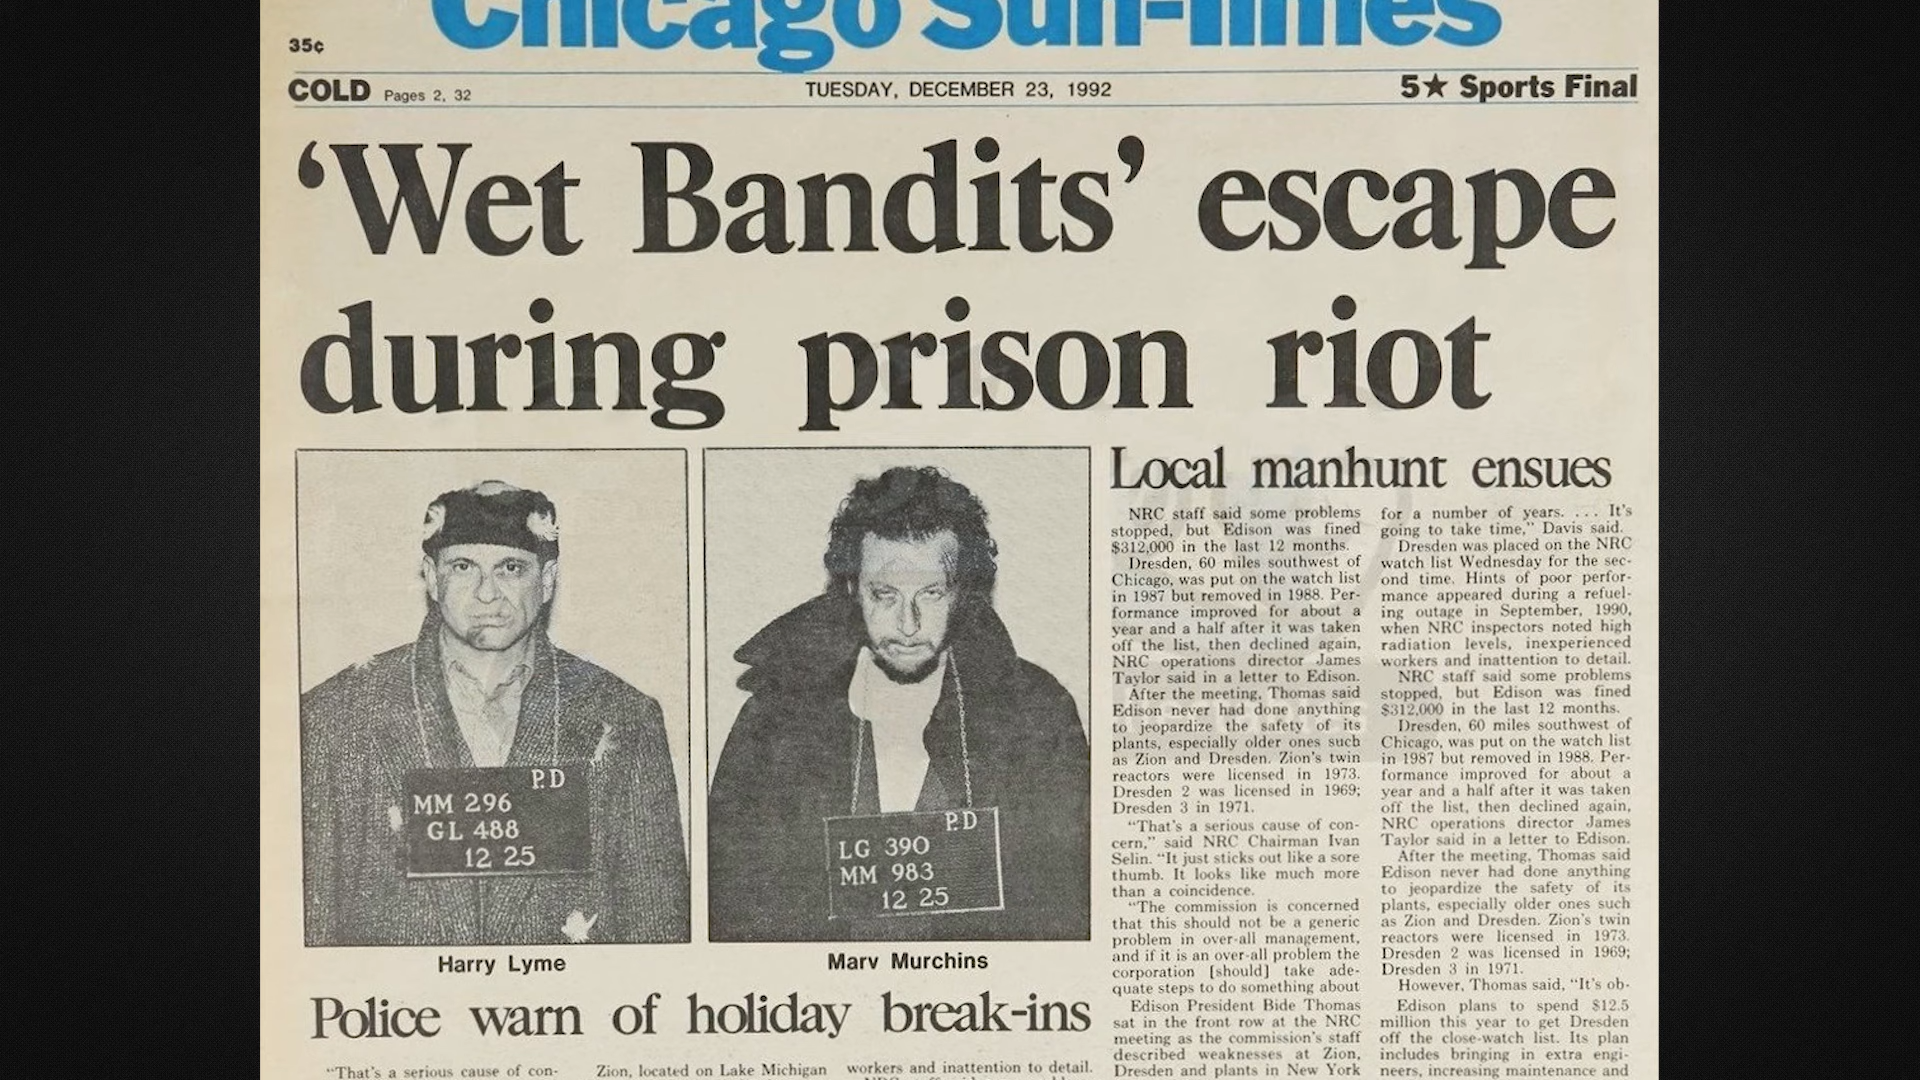 Chicago Sun-Times
35¢
COLD Pages 2, 32
TUESDAY, DECEMBER 23, 1992
5★ Sports Final
‘Wet Bandits’ escape
during prison riot
P.D
MM 296
GL 488
12 25
Harry Lyme
P.D
LG 390
MM 983
12 25
Marv Murchins
Police warn of holiday break-ins
“That’s a serious cause of con-
Zion, located on Lake Michigan
workers and inattention to detail.
Local manhunt ensues
NRC staff said some problems
stopped, but Edison was fined
$312,000 in the last 12 months.
Dresden, 60 miles southwest of
Chicago, was put on the watch list
in 1987 but removed in 1988. Per-
formance improved for about a
year and a half after it was taken
off the list, then declined again,
NRC operations director James
Taylor said in a letter to Edison.
After the meeting, Thomas said
Edison never had done anything
to jeopardize the safety of its
plants, especially older ones such
as Zion and Dresden. Zion’s twin
reactors were licensed in 1973.
Dresden 2 was licensed in 1969;
Dresden 3 in 1971.
“That’s a serious cause of con-
cern,” said NRC Chairman Ivan
Selin. “It just sticks out like a sore
thumb. It looks like much more
than a coincidence.
“The commission is concerned
that this should not be a generic
problem in over-all management,
and if it is an over-all problem the
corporation [should] take ade-
quate steps to do something about
Edison President Bide Thomas
sat in the front row at the NRC
meeting as the commission’s staff
described weaknesses at Zion,
Dresden and plants in New York
for a number of years. . . . It’s
going to take time,” Davis said.
Dresden was placed on the NRC
watch list Wednesday for the sec-
ond time. Hints of poor perfor-
mance appeared during a refuel-
ing outage in September, 1990,
when NRC inspectors noted high
radiation levels, inexperienced
workers and inattention to detail.
NRC staff said some problems
stopped, but Edison was fined
$312,000 in the last 12 months.
Dresden, 60 miles southwest of
Chicago, was put on the watch list
in 1987 but removed in 1988. Per-
formance improved for about a
year and a half after it was taken
off the list, then declined again,
NRC operations director James
Taylor said in a letter to Edison.
After the meeting, Thomas said
Edison never had done anything
to jeopardize the safety of its
plants, especially older ones such
as Zion and Dresden. Zion’s twin
reactors were licensed in 1973.
Dresden 2 was licensed in 1969;
Dresden 3 in 1971.
However, Thomas said, “It’s ob-
Edison plans to spend $12.5
million this year to get Dresden
off the close-watch list. Its plan
includes bringing in extra engi-
neers, increasing maintenance and